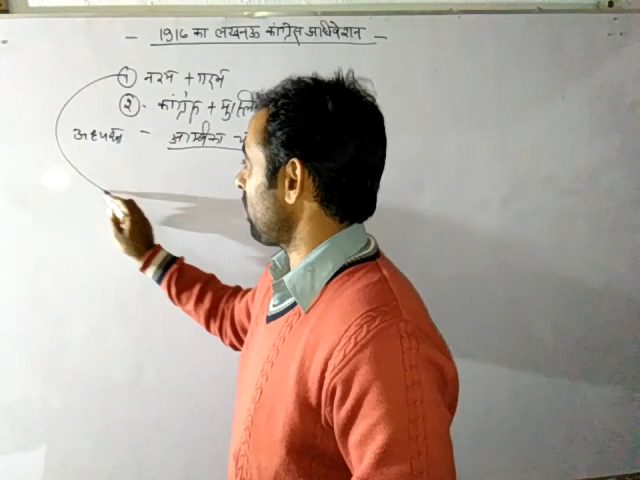 - 1916 का लखनऊ कांग्रेस अधिवेशन -
① नरम + गरम
②. कांग्रेस + मुस्लि
अध्यक्ष - अम्बिका